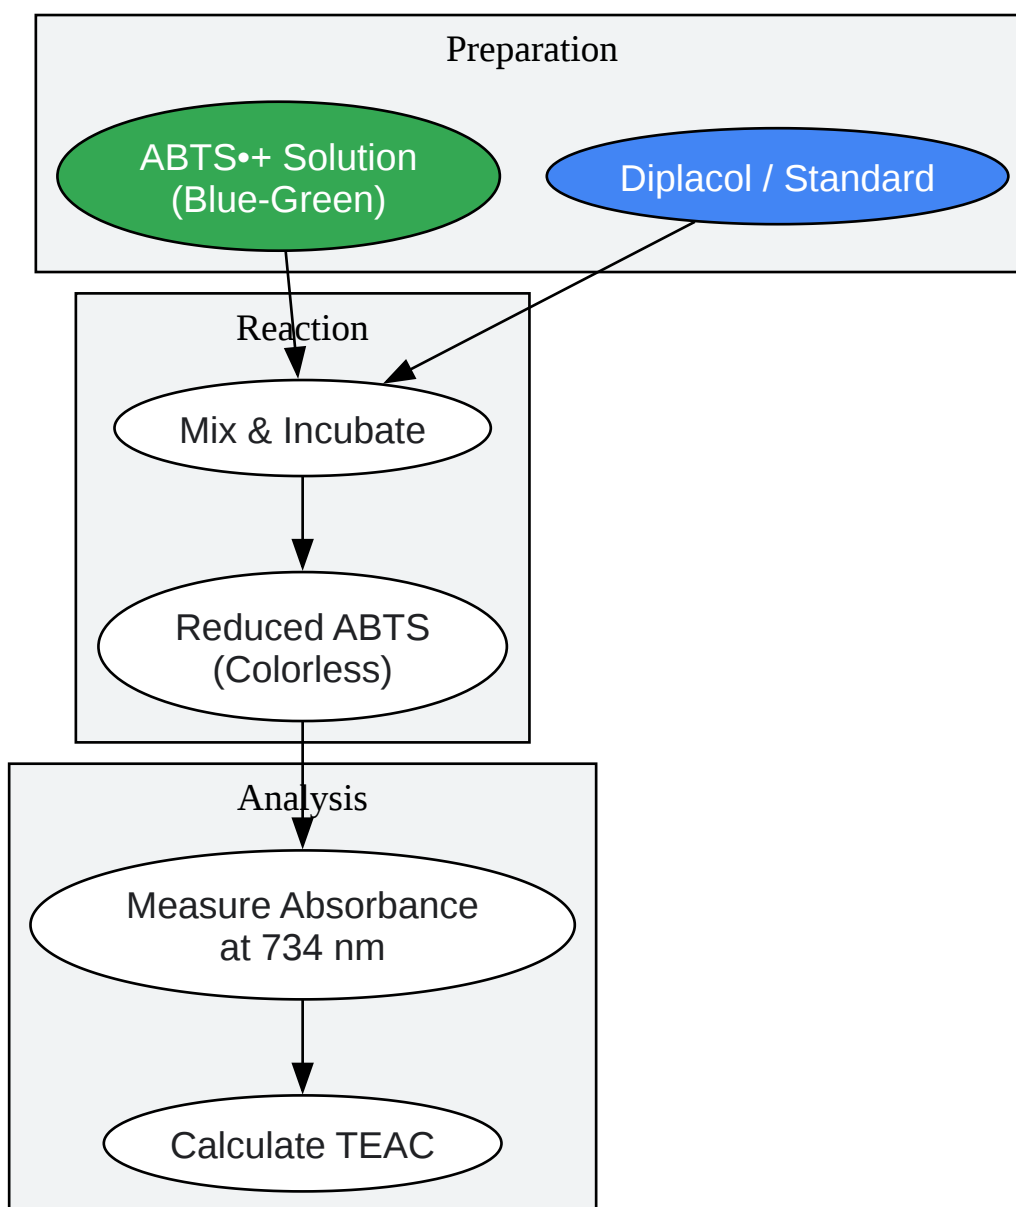 Preparation
ABTS•+ Solution
(Blue-Green)
Diplacol / Standard
Reaction
Mix & Incubate
Reduced ABTS
(Colorless)
Analysis
Measure Absorbance
at 734 nm
Calculate TEAC